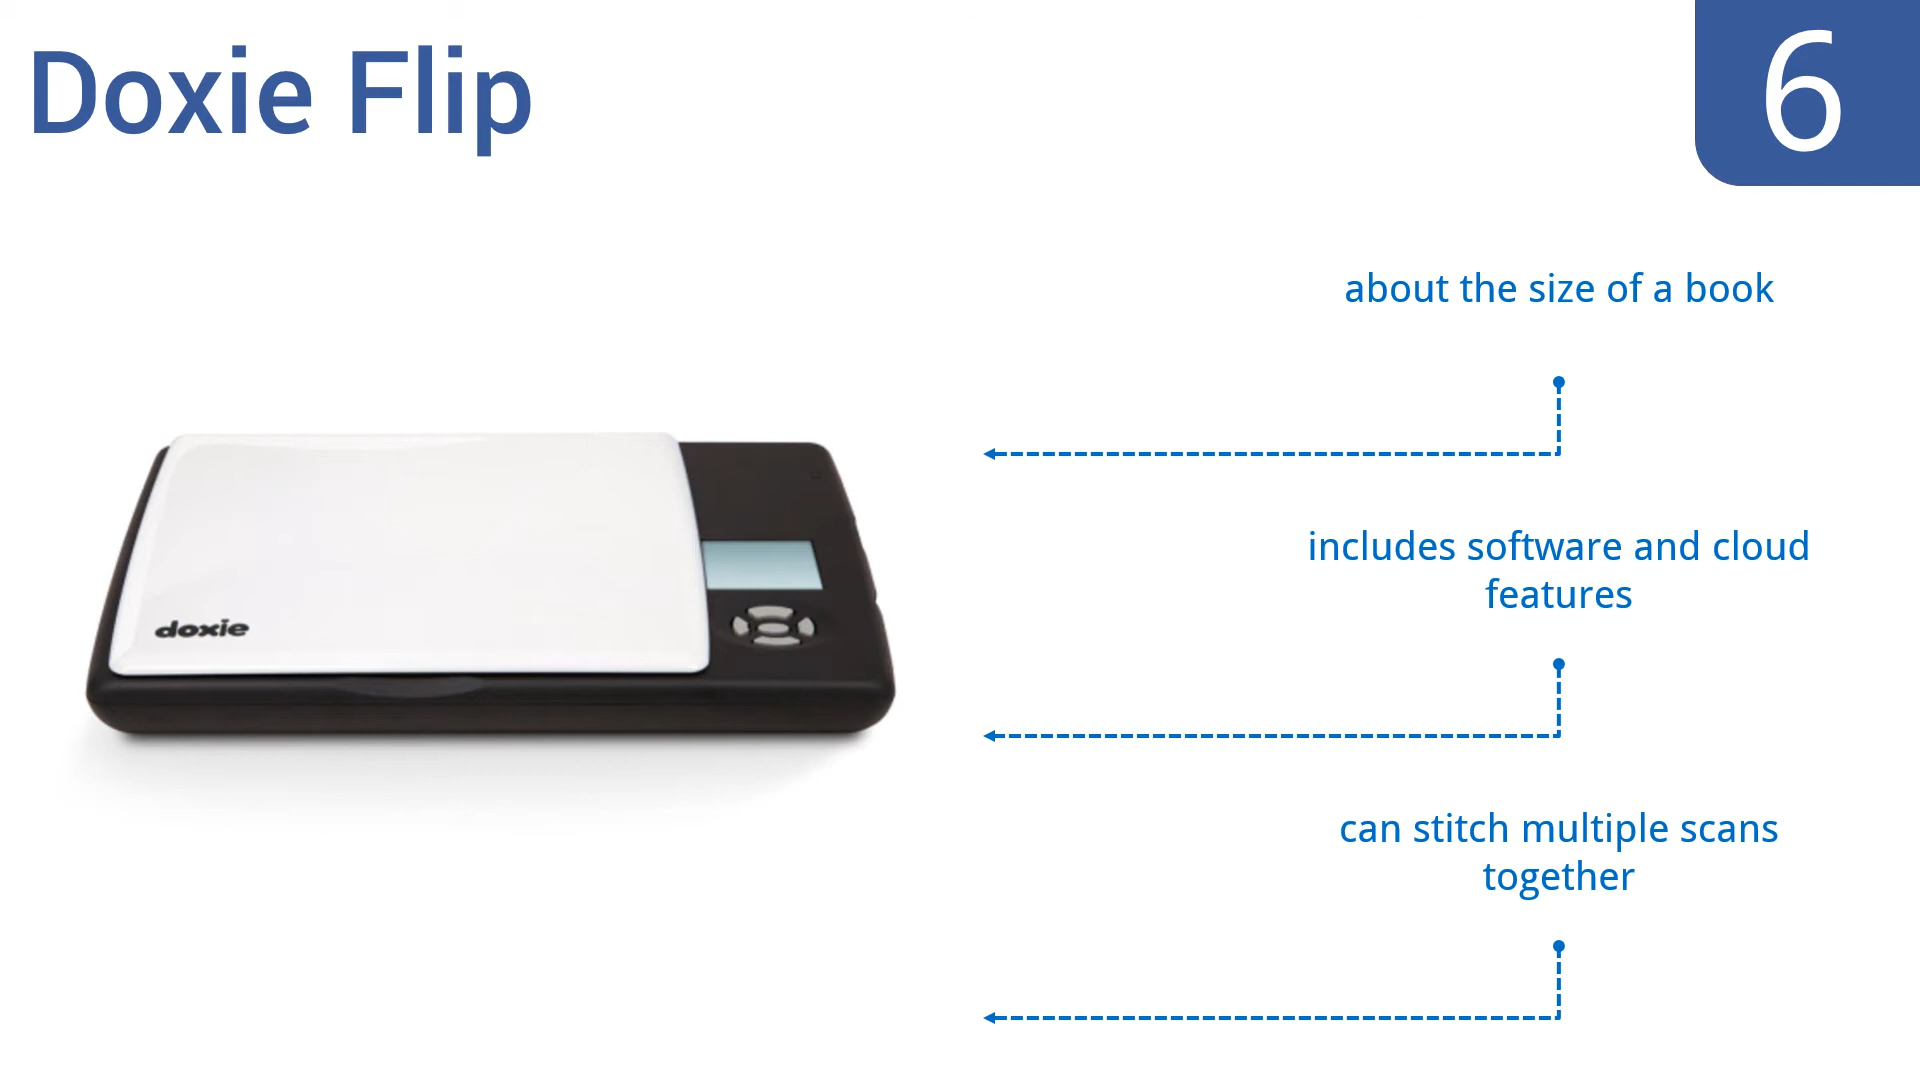 Doxie Flip
6
about the size of a book
includes software and cloud
features
can stitch multiple scans
together
doxie